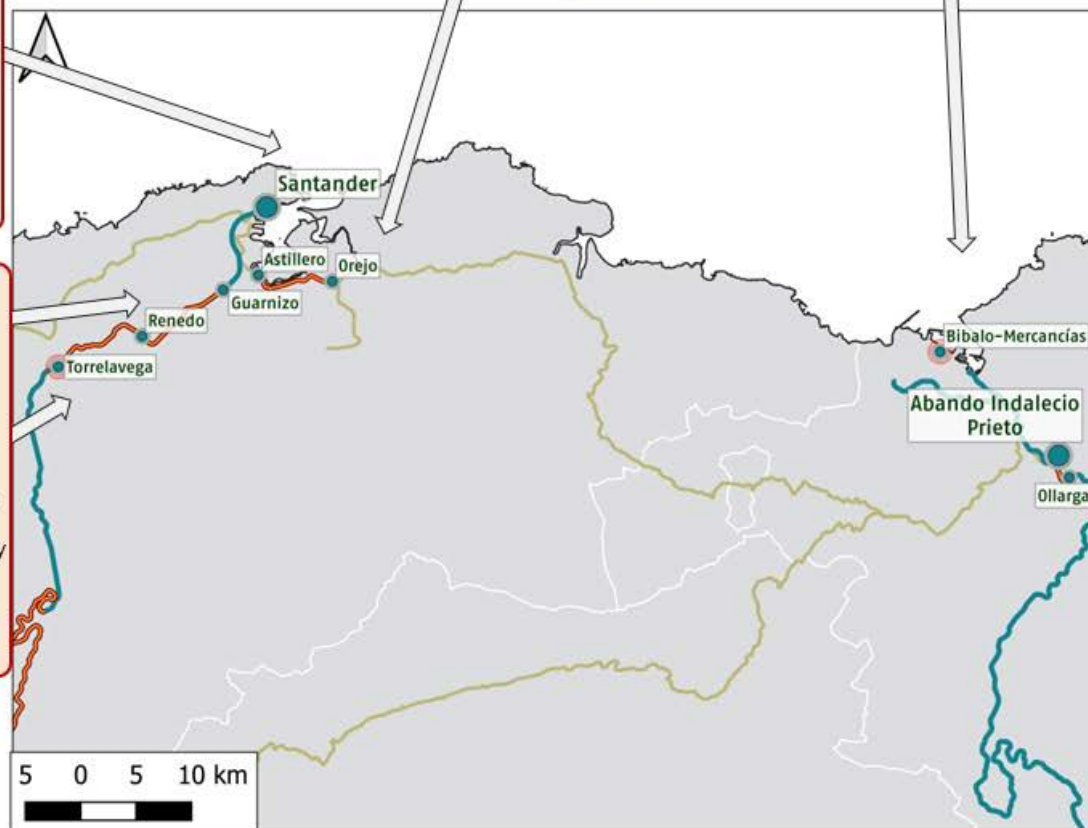 Santander
Astillero
Orejo
Guarnizo
Renedo
Torrelavega
Bibalo-Mercancías
Abando Indalecio
Prieto
Ollarga
y
5 0 5 10 km